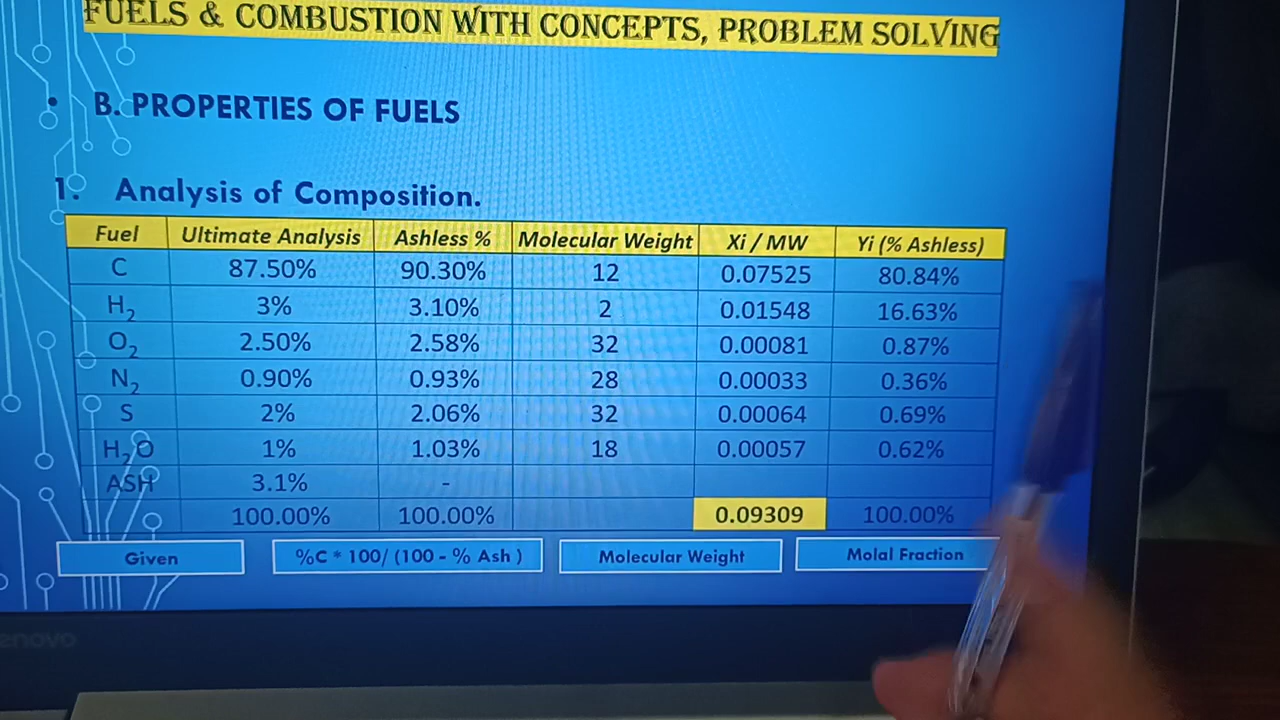 FUELS & COMBUSTION WITH CONCEPTS, PROBLEM SOLVING
• B. PROPERTIES OF FUELS
1. Analysis of Composition.
Fuel Ultimate Analysis Ashless % Molecular Weight Xi / MW Yi (% Ashless)
C 87.50% 90.30% 12 0.07525 80.84%
H₂ 3% 3.10% 2 0.01548 16.63%
O₂ 2.50% 2.58% 32 0.00081 0.87%
N₂ 0.90% 0.93% 28 0.00033 0.36%
S 2% 2.06% 32 0.00064 0.69%
H₂O 1% 1.03% 18 0.00057 0.62%
ASH 3.1% -
100.00% 100.00% 0.09309 100.00%
Given %C * 100/ (100 - % Ash ) Molecular Weight Molal Fraction
enovo